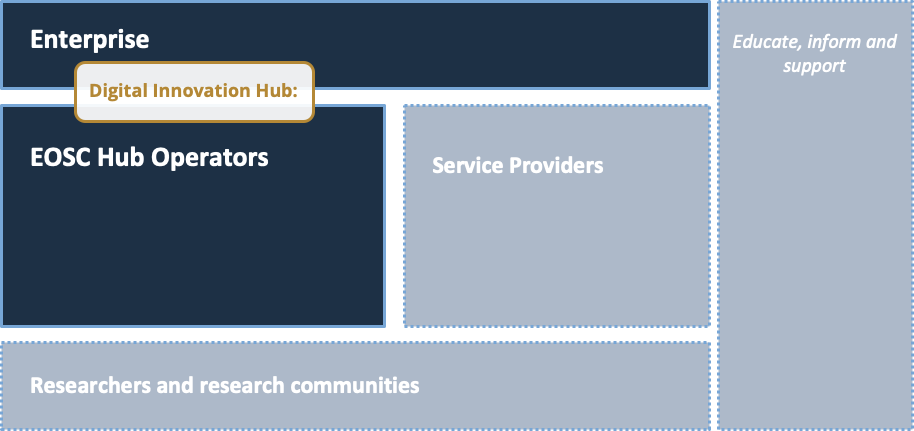 Enterprise
Educate, inform and
support
Digital Innovation Hub:
EOSC Hub Operators
Service Providers
Researchers and research communities